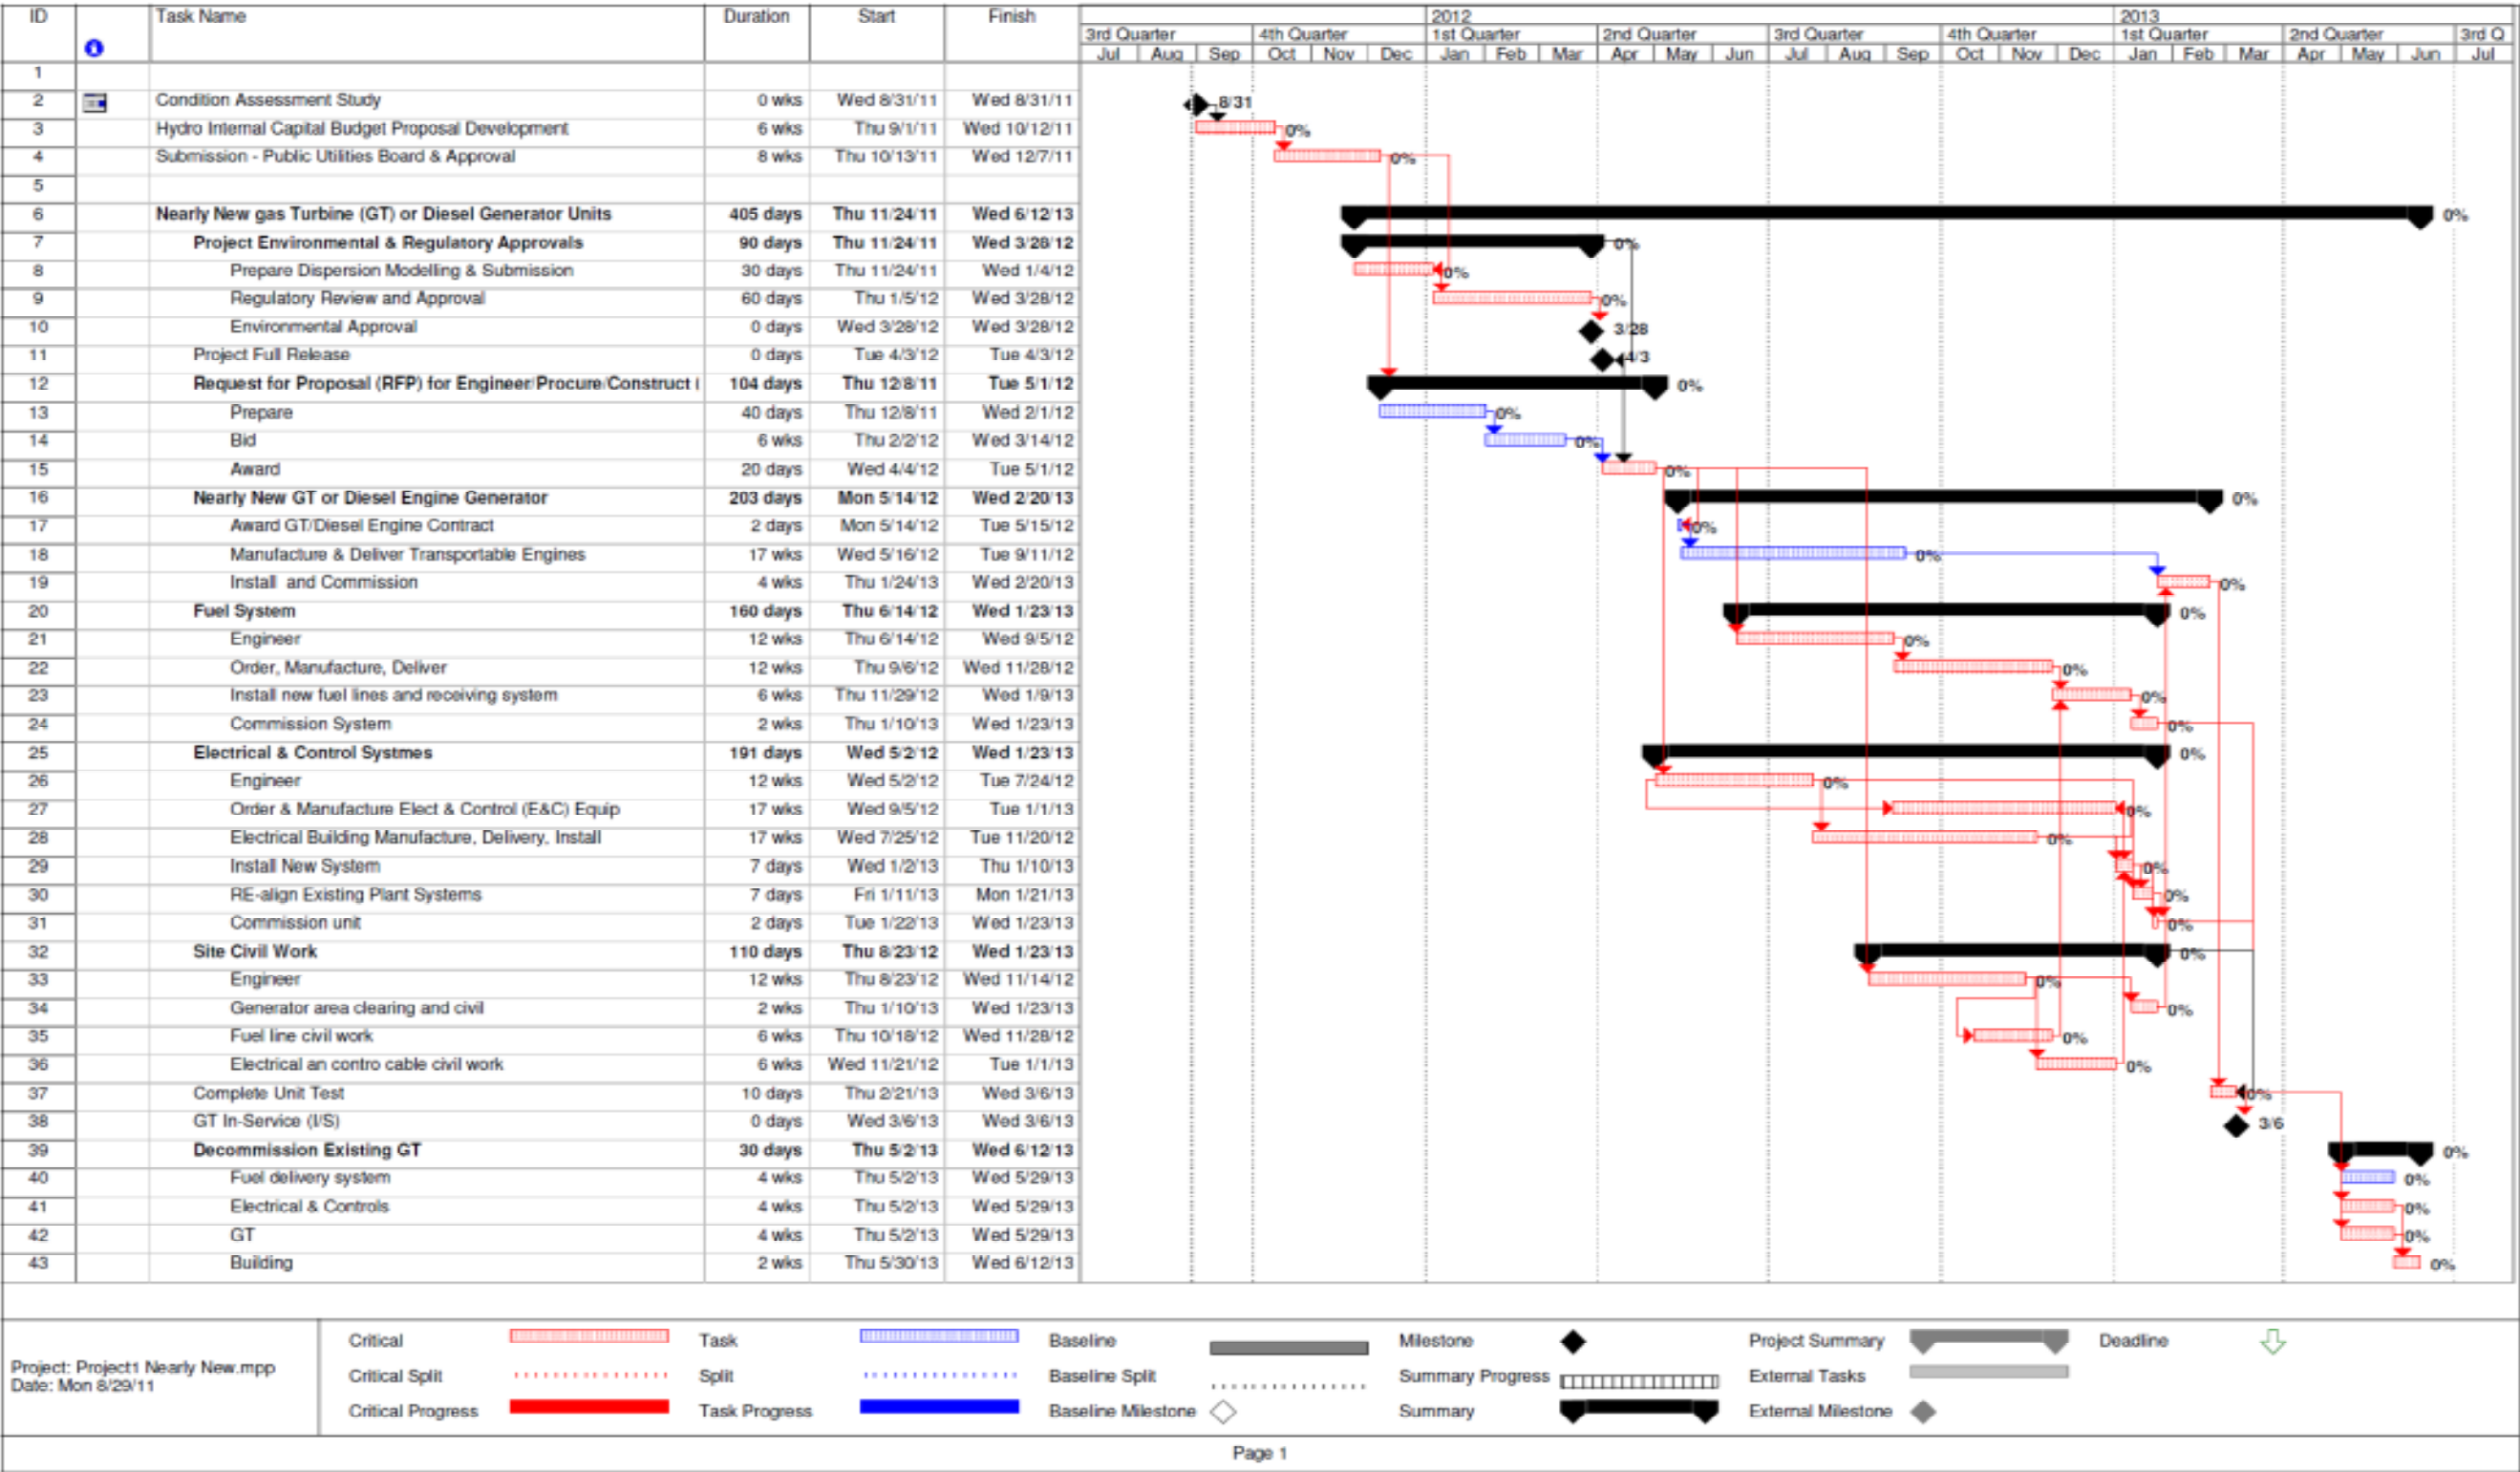 ID Task Name Duration Start Finish
2012 2013
3rd Quarter 4th Quarter 1st Quarter 2nd Quarter 3rd Quarter 4th Quarter 1st Quarter 2nd Quarter 3rd Q
Jul Aug Sep Oct Nov Dec Jan Feb Mar Apr May Jun Jul Aug Sep Oct Nov Dec Jan Feb Mar Apr May Jun Jul
1
2 Condition Assessment Study 0 wks Wed 8/31/11 Wed 8/31/11 8/31
3 Hydro Internal Capital Budget Proposal Development 6 wks Thu 9/1/11 Wed 10/12/11 0%
4 Submission - Public Utilities Board & Approval 8 wks Thu 10/13/11 Wed 12/7/11 0%
5
6 Nearly New gas Turbine (GT) or Diesel Generator Units 405 days Thu 11/24/11 Wed 6/12/13 0%
7 Project Environmental & Regulatory Approvals 90 days Thu 11/24/11 Wed 3/28/12 0%
8 Prepare Dispersion Modelling & Submission 30 days Thu 11/24/11 Wed 1/4/12 0%
9 Regulatory Review and Approval 60 days Thu 1/5/12 Wed 3/28/12 0%
10 Environmental Approval 0 days Wed 3/28/12 Wed 3/28/12 3/28
11 Project Full Release 0 days Tue 4/3/12 Tue 4/3/12 4/3
12 Request for Proposal (RFP) for Engineer/Procure/Construct ( 104 days Thu 12/8/11 Tue 5/1/12 0%
13 Prepare 40 days Thu 12/8/11 Wed 2/1/12 0%
14 Bid 6 wks Thu 2/2/12 Wed 3/14/12 0%
15 Award 20 days Wed 4/4/12 Tue 5/1/12 0%
16 Nearly New GT or Diesel Engine Generator 203 days Mon 5/14/12 Wed 2/20/13 0%
17 Award GT/Diesel Engine Contract 2 days Mon 5/14/12 Tue 5/15/12 0%
18 Manufacture & Deliver Transportable Engines 17 wks Wed 5/16/12 Tue 9/11/12 0%
19 Install and Commission 4 wks Thu 1/24/13 Wed 2/20/13 0%
20 Fuel System 160 days Thu 6/14/12 Wed 1/23/13 0%
21 Engineer 12 wks Thu 6/14/12 Wed 9/5/12 0%
22 Order, Manufacture, Deliver 12 wks Thu 9/6/12 Wed 11/28/12 0%
23 Install new fuel lines and receiving system 6 wks Thu 11/29/12 Wed 1/9/13 0%
24 Commission System 2 wks Thu 1/10/13 Wed 1/23/13 0%
25 Electrical & Control Systmes 191 days Wed 5/2/12 Wed 1/23/13 0%
26 Engineer 12 wks Wed 5/2/12 Tue 7/24/12 0%
27 Order & Manufacture Elect & Control (E&C) Equip 17 wks Wed 9/5/12 Tue 1/1/13 0%
28 Electrical Building Manufacture, Delivery, Install 17 wks Wed 7/25/12 Tue 11/20/12 0%
29 Install New System 7 days Wed 1/2/13 Thu 1/10/13 0%
30 RE-align Existing Plant Systems 7 days Fri 1/11/13 Mon 1/21/13 0%
31 Commission unit 2 days Tue 1/22/13 Wed 1/23/13 0%
32 Site Civil Work 110 days Thu 8/23/12 Wed 1/23/13 0%
33 Engineer 12 wks Thu 8/23/12 Wed 11/14/12 0%
34 Generator area clearing and civil 2 wks Thu 1/10/13 Wed 1/23/13 0%
35 Fuel line civil work 6 wks Thu 10/18/12 Wed 11/28/12 0%
36 Electrical an contro cable civil work 6 wks Wed 11/21/12 Tue 1/1/13 0%
37 Complete Unit Test 10 days Thu 2/21/13 Wed 3/6/13 0%
38 GT In-Service (I/S) 0 days Wed 3/6/13 Wed 3/6/13 3/6
39 Decommission Existing GT 30 days Thu 5/2/13 Wed 6/12/13 0%
40 Fuel delivery system 4 wks Thu 5/2/13 Wed 5/29/13 0%
41 Electrical & Controls 4 wks Thu 5/2/13 Wed 5/29/13 0%
42 GT 4 wks Thu 5/2/13 Wed 5/29/13 0%
43 Building 2 wks Thu 5/30/13 Wed 6/12/13 0%
Project: Project1 Nearly New.mpp
Date: Mon 8/29/11
Critical Task Baseline Milestone Project Summary Deadline
Critical Split Split Baseline Split Summary Progress External Tasks
Critical Progress Task Progress Baseline Milestone Summary External Milestone
Page 1